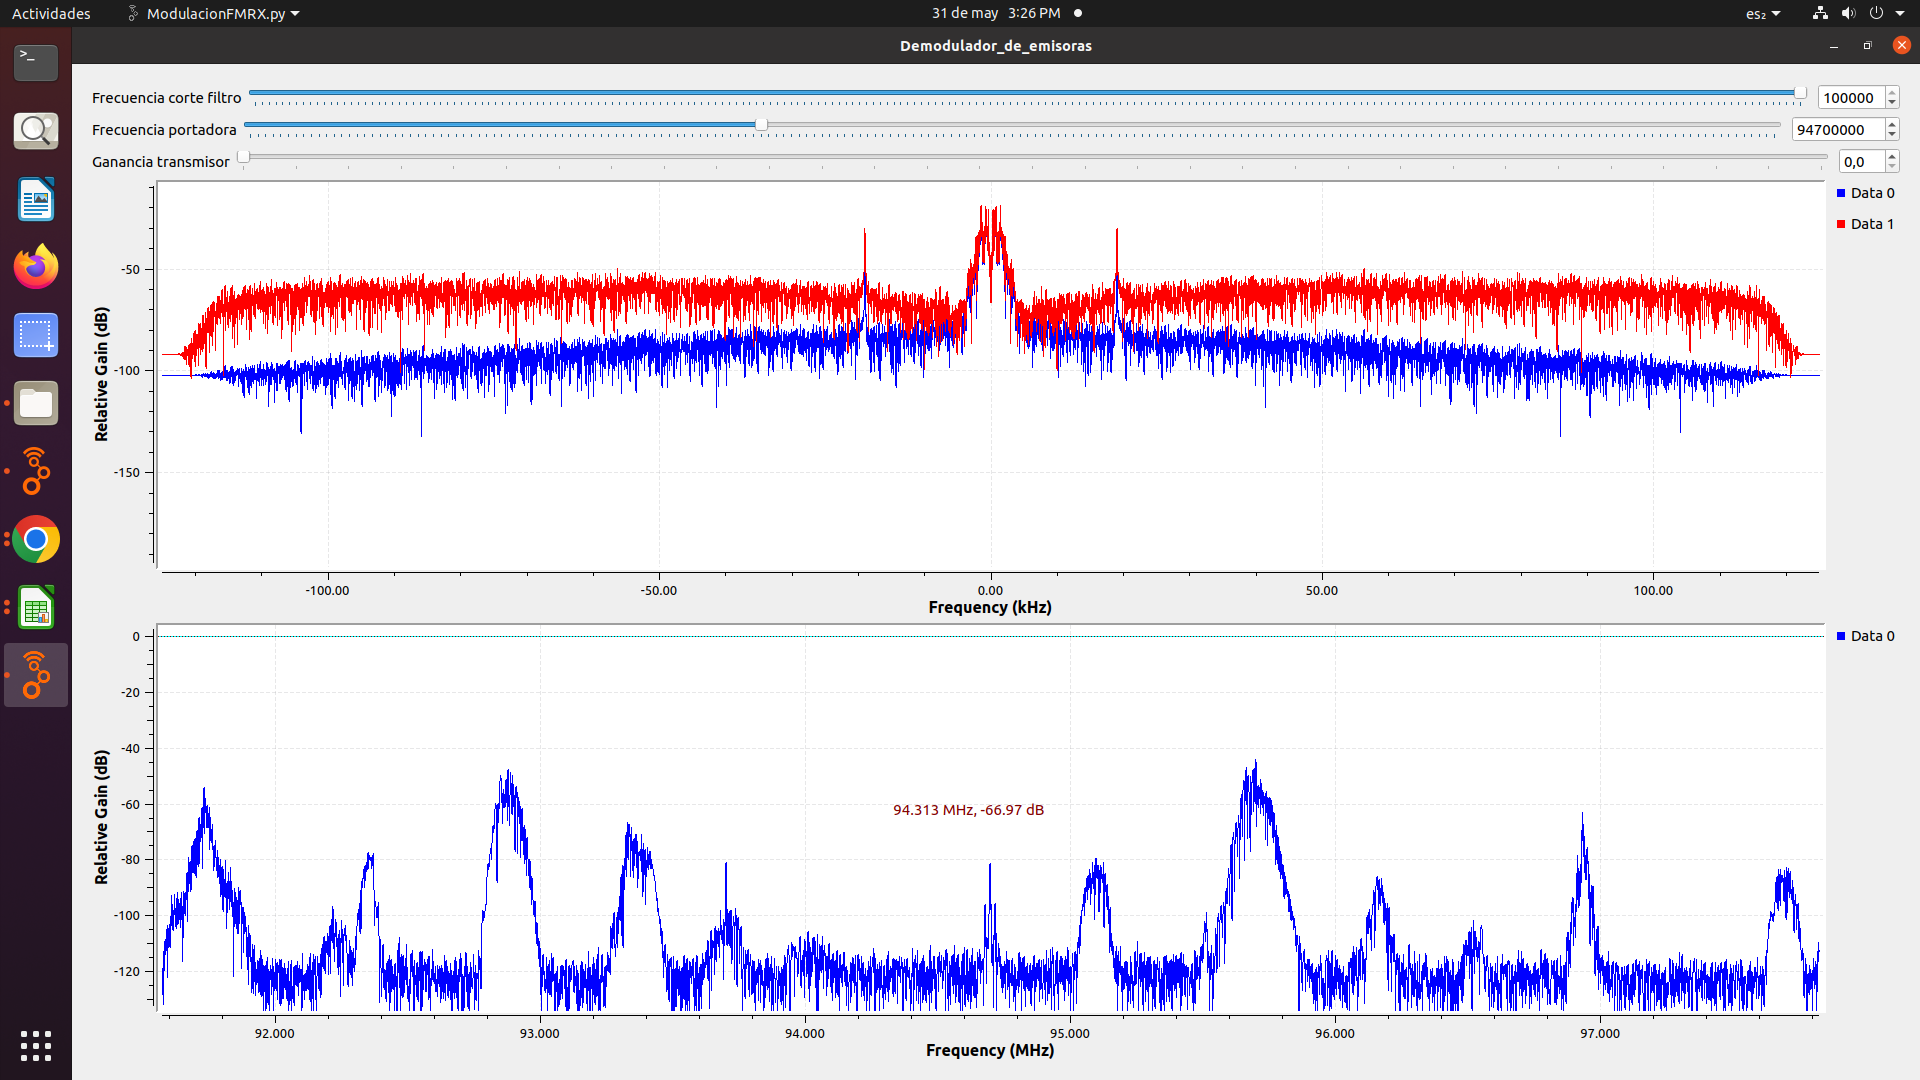 Actividades ModulacionFMRX.py 31 de may 3:26 PM es₂
Demodulador_de_emisoras
Frecuencia corte filtro 100000
Frecuencia portadora 94700000
Ganancia transmisor 0,0
Data 0
Data 1
-50
-100
-150
Relative Gain (dB)
-100.00 -50.00 0.00 50.00 100.00
Frequency (kHz)
Data 0
0
-20
-40
-60
-80
-100
-120
Relative Gain (dB)
94.313 MHz, -66.97 dB
92.000 93.000 94.000 95.000 96.000 97.000
Frequency (MHz)